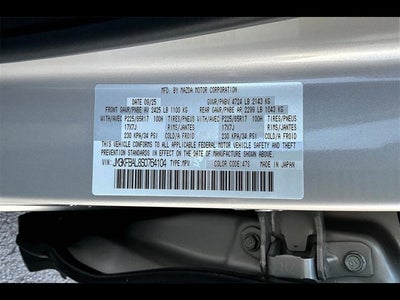 MFD. BY MAZDA MOTOR CORPORATION
DATE 09/25 GVWR/PNBV 4724 LB 2143 KG
FRONT GAWR/PNBE AV 2425 LB 1100 KG REAR GAWR/PNBE AR 2299 LB 1043 KG
WITH/AVEC P225/65R17 100H TIRES/PNEUS WITH/AVEC P225/65R17 100H TIRES/PNEUS
17X7J RIMS/JANTES 17X7J RIMS/JANTES
230 KPA/34 PSI COLD/A FROID 230 KPA/34 PSI COLD/A FROID
THIS VEHICLE CONFORMS TO ALL APPLICABLE FEDERAL MOTOR VEHICLE SAFETY
AND THEFT PREVENTION STANDARDS IN EFFECT ON THE DATE OF MANUFACTURE
SHOWN ABOVE.
VIN: TYPE MPV COLOR CODE: 47S MADE IN JAPAN